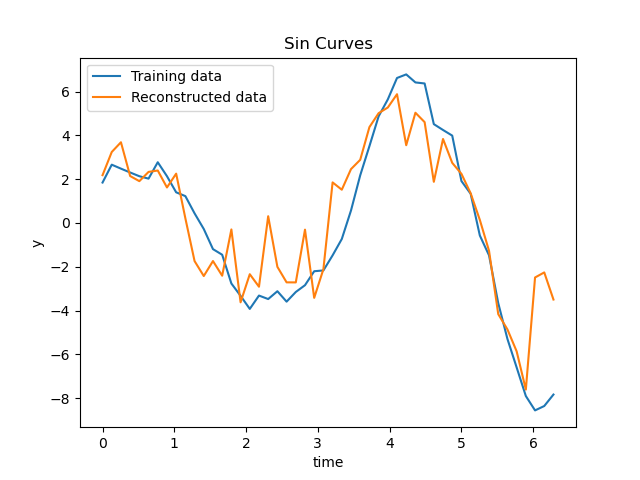 Sin Curves
Training data
Reconstructed data
6
4
2
0
−2
−4
−6
−8
y
0 1 2 3 4 5 6
time